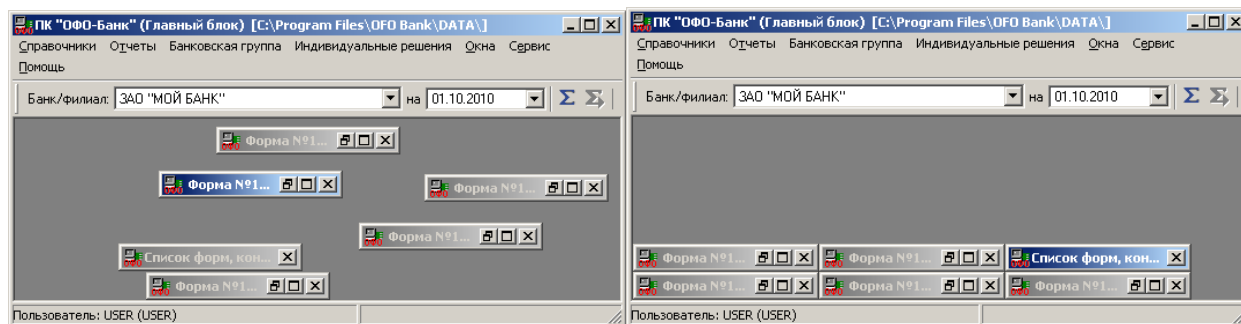 ПК "ОФО-Банк" (Главный блок) [C:\Program Files\OFO Bank\DATA\]
Справочники Отчеты Банковская группа Индивидуальные решения Окна Сервис
Помощь
Банк/филиал: ЗАО "МОЙ БАНК" на 01.10.2010
Форма №1...
Форма №1...
Форма №1...
Форма №1...
Список форм, кон...
Форма №1...
Пользователь: USER (USER)
ПК "ОФО-Банк" (Главный блок) [C:\Program Files\OFO Bank\DATA\]
Справочники Отчеты Банковская группа Индивидуальные решения Окна Сервис
Помощь
Банк/филиал: ЗАО "МОЙ БАНК" на 01.10.2010
Форма №1... Форма №1... Список форм, кон...
Форма №1... Форма №1... Форма №1...
Пользователь: USER (USER)